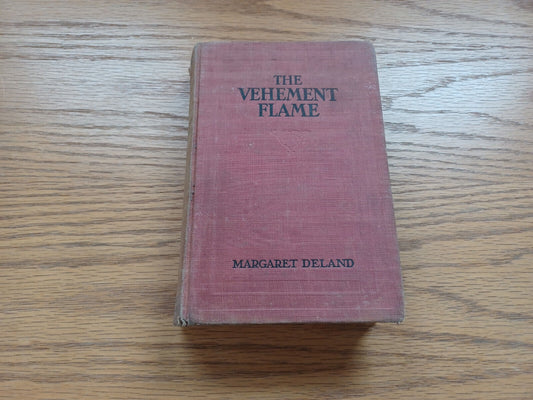 THE
VEHEMENT
FLAME
MARGARET DELAND